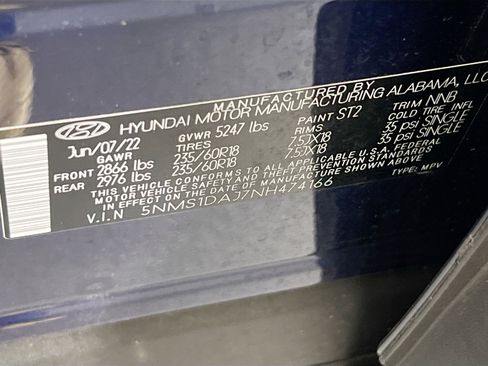 MANUFACTURED BY
HYUNDAI MOTOR MANUFACTURING ALABAMA, LLC
Jun/07/22 GVWR 5247 lbs PAINT ST2 TRIM NNB
GAWR RIMS COLD TIRE INFL
FRONT 2866 lbs 235/60R18 7.5JX18 35 psi SINGLE
REAR 2976 lbs 235/60R18 7.5JX18 35 psi SINGLE
THIS VEHICLE CONFORMS TO ALL APPLICABLE U.S.A FEDERAL
MOTOR VEHICLE SAFETY AND THEFT PREVENTION STANDARDS
IN EFFECT ON THE DATE OF MANUFACTURE SHOWN ABOVE.
V.I.N 5NMS1DAJ7NH474166 TYPE: MPV